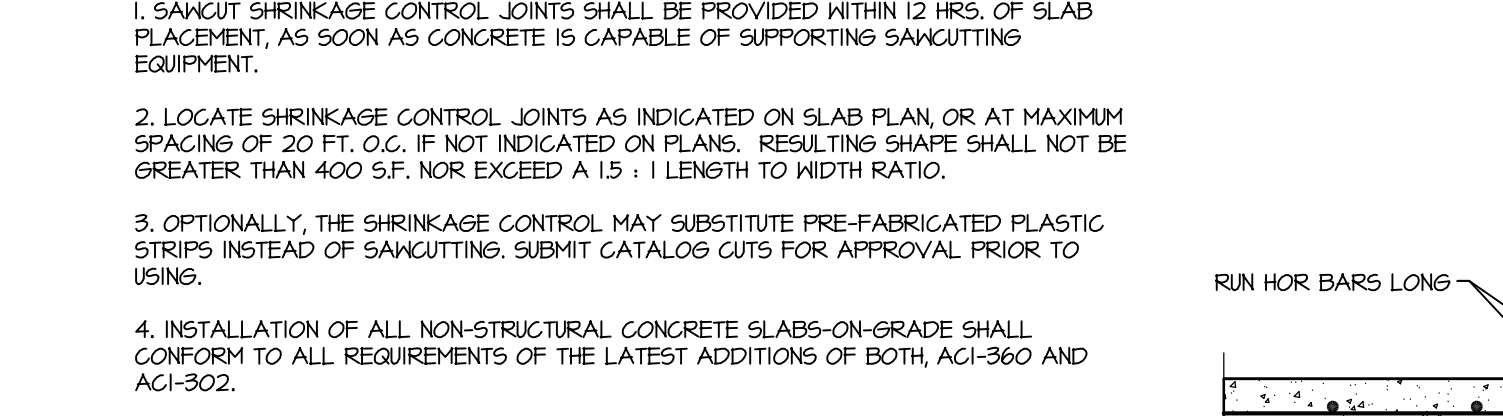 1. SAWCUT SHRINKAGE CONTROL JOINTS SHALL BE PROVIDED WITHIN 12 HRS. OF SLAB
PLACEMENT, AS SOON AS CONCRETE IS CAPABLE OF SUPPORTING SAWCUTTING
EQUIPMENT.
2. LOCATE SHRINKAGE CONTROL JOINTS AS INDICATED ON SLAB PLAN, OR AT MAXIMUM
SPACING OF 20 FT. O.C. IF NOT INDICATED ON PLANS. RESULTING SHAPE SHALL NOT BE
GREATER THAN 400 S.F. NOR EXCEED A 1.5 : 1 LENGTH TO WIDTH RATIO.
3. OPTIONALLY, THE SHRINKAGE CONTROL MAY SUBSTITUTE PRE-FABRICATED PLASTIC
STRIPS INSTEAD OF SAWCUTTING. SUBMIT CATALOG CUTS FOR APPROVAL PRIOR TO
USING.
4. INSTALLATION OF ALL NON-STRUCTURAL CONCRETE SLABS-ON-GRADE SHALL
CONFORM TO ALL REQUIREMENTS OF THE LATEST ADDITIONS OF BOTH, ACI-360 AND
ACI-302.
RUN HOR BARS LONG